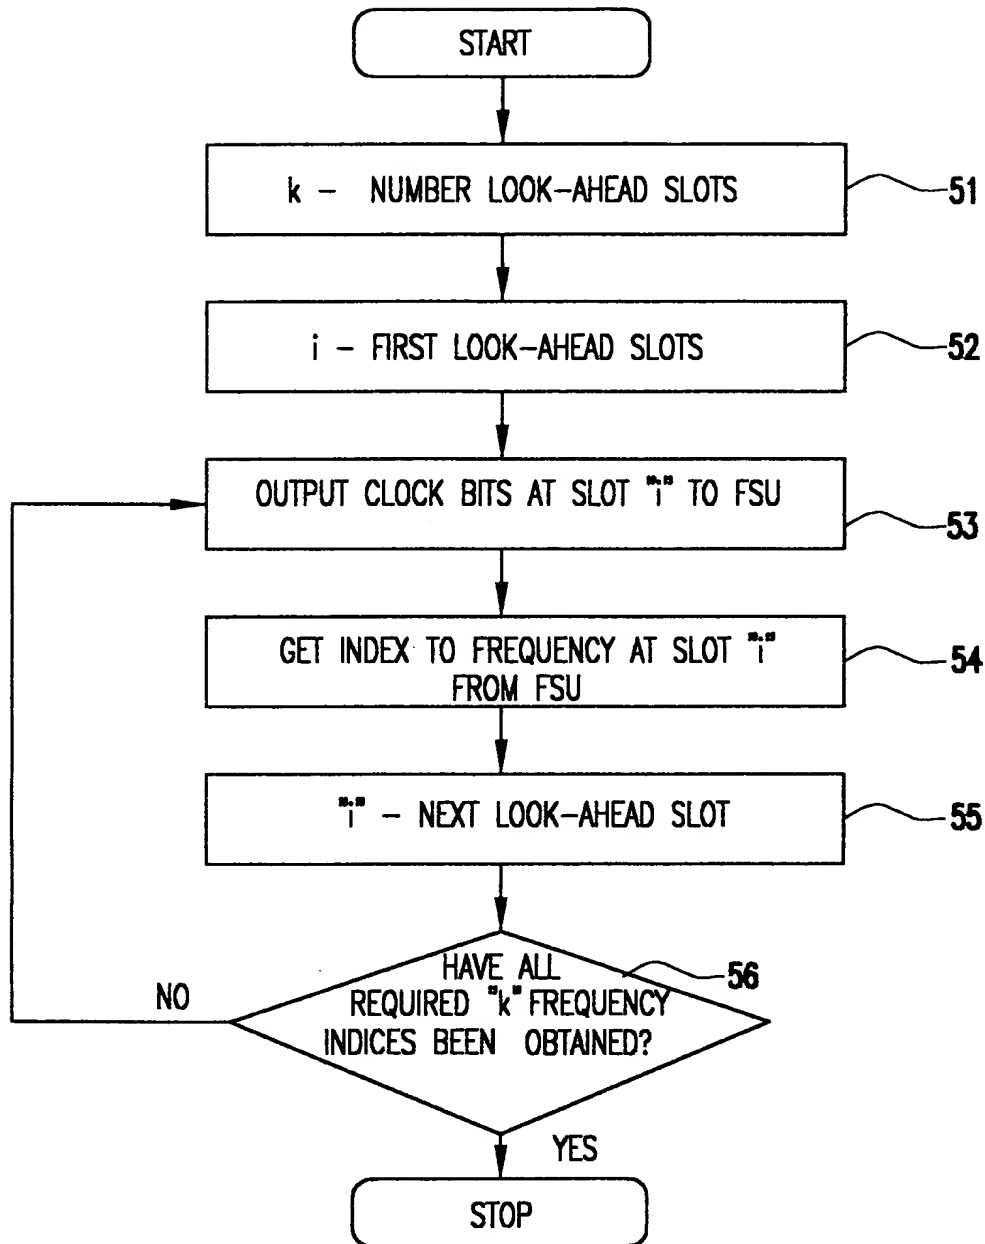 START
k – NUMBER LOOK-AHEAD SLOTS
51
i – FIRST LOOK-AHEAD SLOTS
52
OUTPUT CLOCK BITS AT SLOT "i" TO FSU
53
GET INDEX TO FREQUENCY AT SLOT "i"
FROM FSU
54
"i" – NEXT LOOK-AHEAD SLOT
55
HAVE ALL
REQUIRED "k" FREQUENCY
INDICES BEEN OBTAINED?
56
NO
YES
STOP